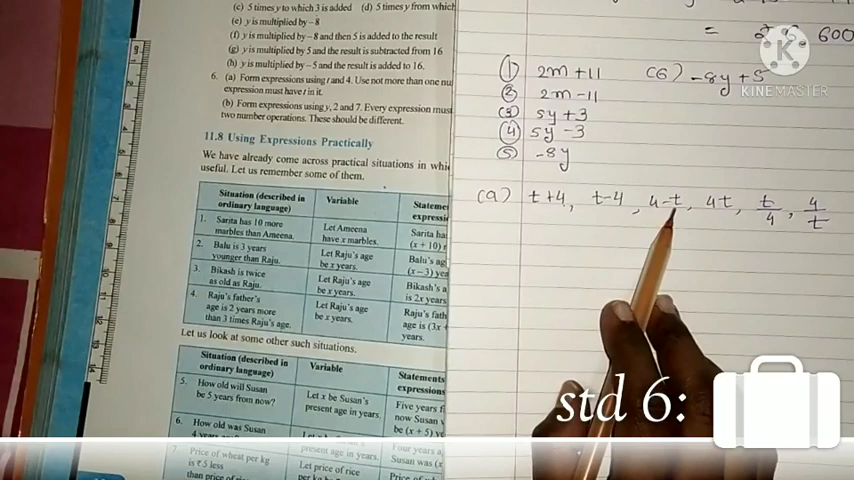 (c) 5 times y to which 3 is added (d) 5 times y from which
(e) y is multiplied by – 8
(f) y is multiplied by – 8 and then 5 is added to the result
(g) y is multiplied by 5 and the result is subtracted from 16
(h) y is multiplied by – 5 and the result is added to 16.
6. (a) Form expressions using t and 4. Use not more than one nu
expression must have t in it.
(b) Form expressions using y, 2 and 7. Every expression must
two number operations. These should be different.
11.8 Using Expressions Practically
We have already come across practical situations in whi
useful. Let us remember some of them.
Situation (described in ordinary language) Variable Stateme expressi
1. Sarita has 10 more marbles than Ameena. Let Ameena have x marbles. Sarita ha (x + 10)
2. Balu is 3 years younger than Raju. Let Raju's age be x years. Balu's ag (x – 3) ye
3. Bikash is twice as old as Raju. Let Raju's age be x years. Bikash's a is 2x years
4. Raju's father's age is 2 years more than 3 times Raju's age. Let Raju's age be x years. Raju's fath age is (3x years.
Let us look at some other such situations.
Situation (described in ordinary language) Variable Statements expressions
5. How old will Susan be 5 years from now? Let x be Susan's present age in years. Five years f now Susan be (x + 5) y
6. How old was Susan 4 years present age in years. Four years a Susan was (x
7. Price of wheat per kg is ₹ 5 less than price of Let price of rice per kg Price of
= 600
KINEMASTER
(1) 2m + 11 (6) -8y + 5
(2) 2m - 11
(3) 5y + 3
(4) 5y - 3
(5) -8y
(a) t+4, t-4, 4-t, 4t, t/4, 4/t
std 6: